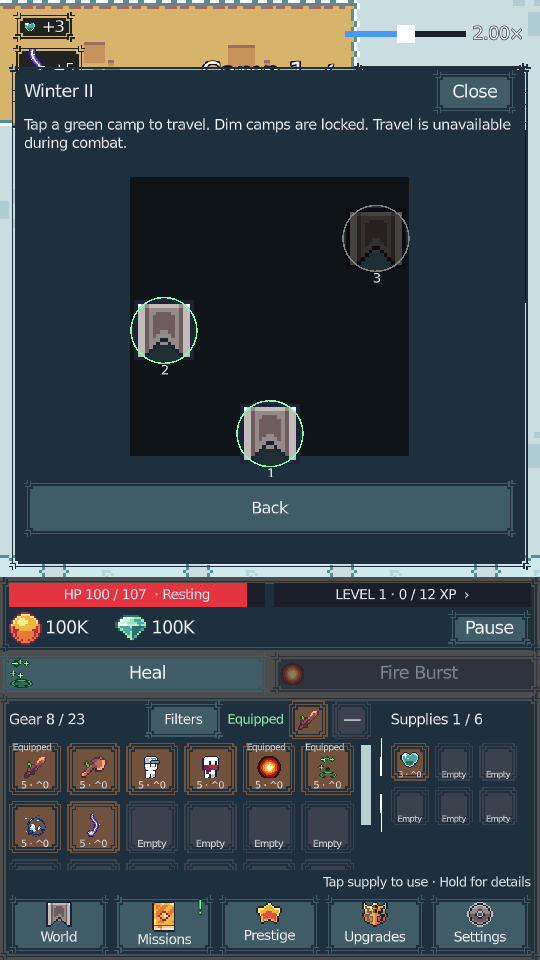 +3
2.00×
Winter II
Close
Tap a green camp to travel. Dim camps are locked. Travel is unavailable
during combat.
3
2
1
Back
HP 100 / 107 · Resting
LEVEL 1 · 0 / 12 XP ›
100K
100K
Pause
Heal
Fire Burst
Gear 8 / 23
Filters
Equipped
—
Supplies 1 / 6
Equipped
Equipped
Equipped
5 · ^0
5 · ^0
5 · ^0
5 · ^0
5 · ^0
5 · ^0
3 · ^0
Empty
Empty
5 · ^0
5 · ^0
Empty
Empty
Empty
Empty
Empty
Empty
Empty
Tap supply to use · Hold for details
World
Missions
!
Prestige
Upgrades
Settings